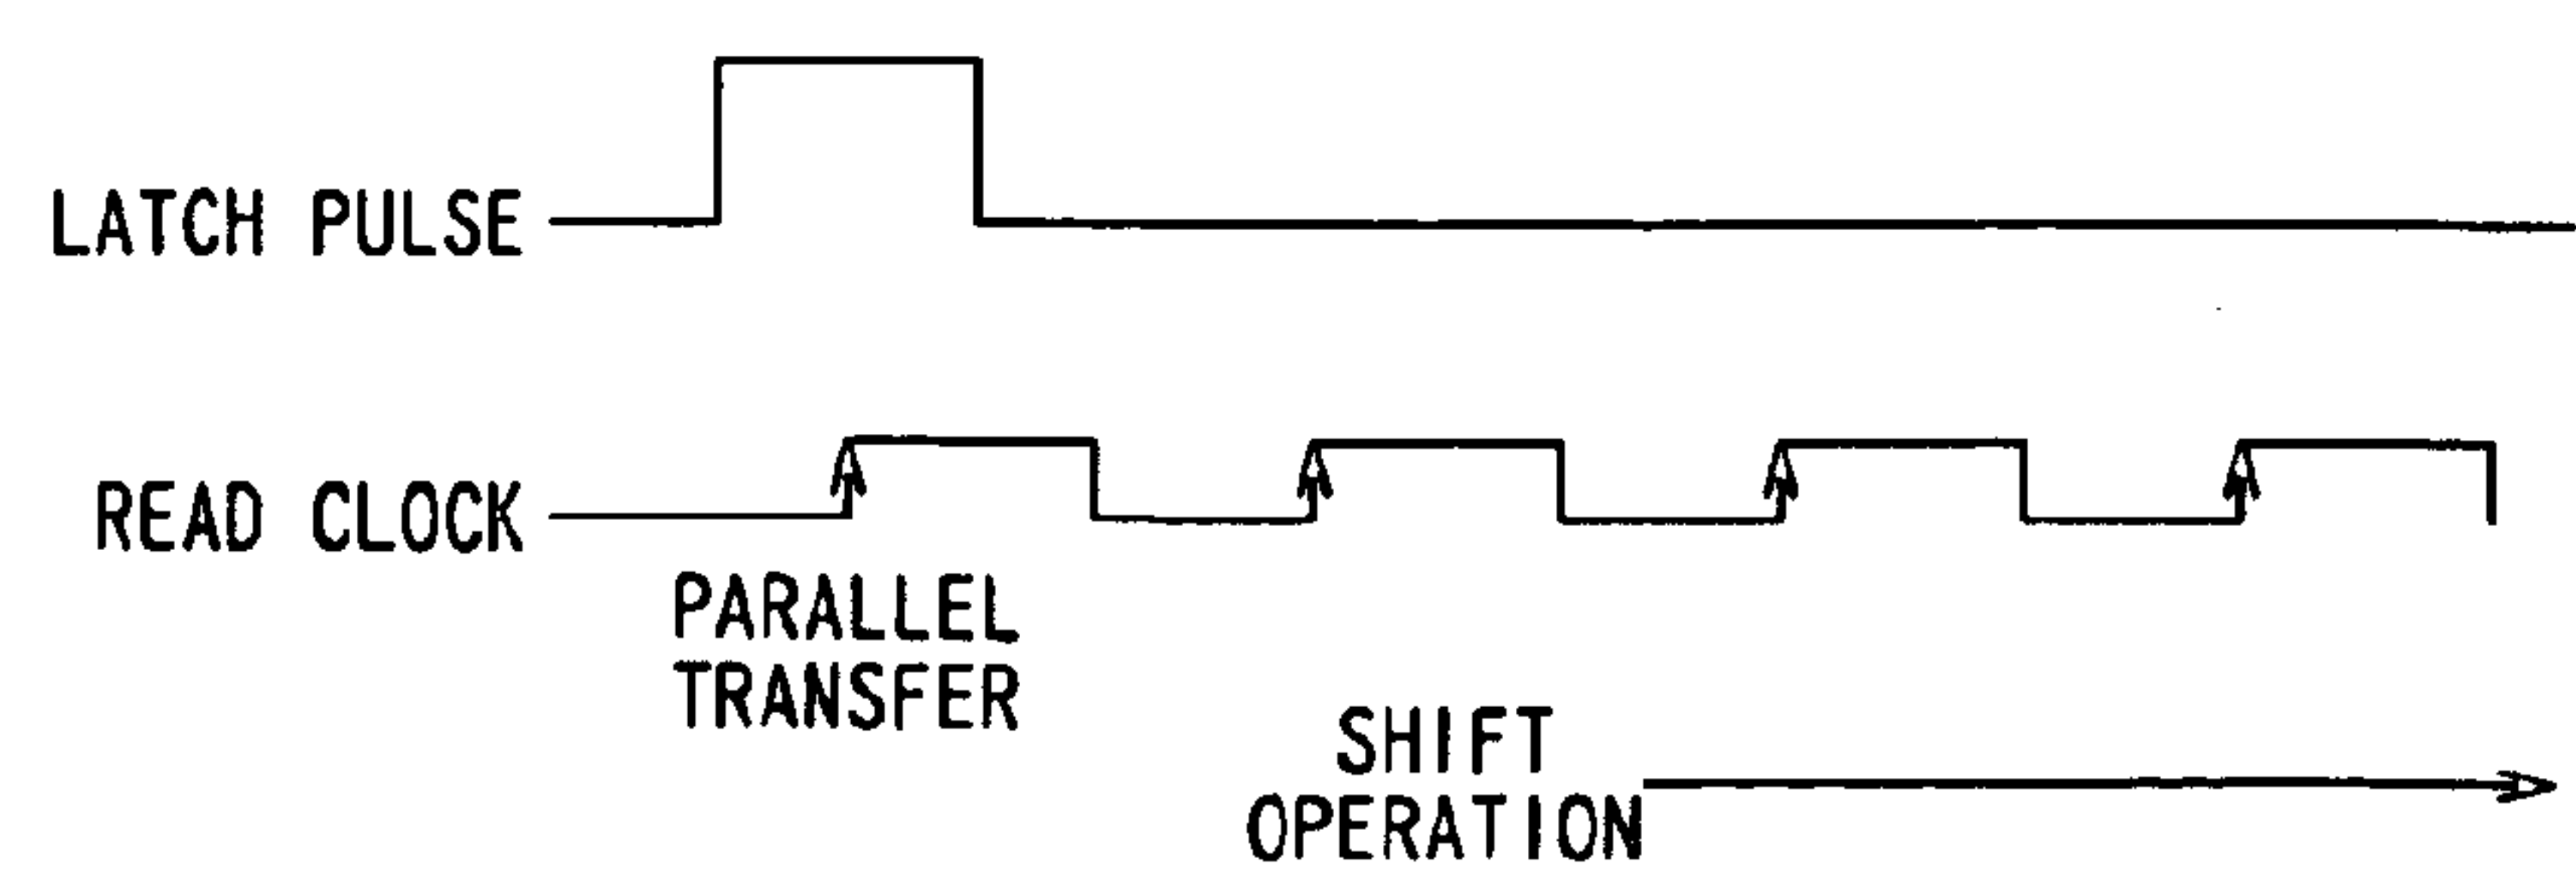 LATCH PULSE
READ CLOCK
PARALLEL
TRANSFER
SHIFT
OPERATION